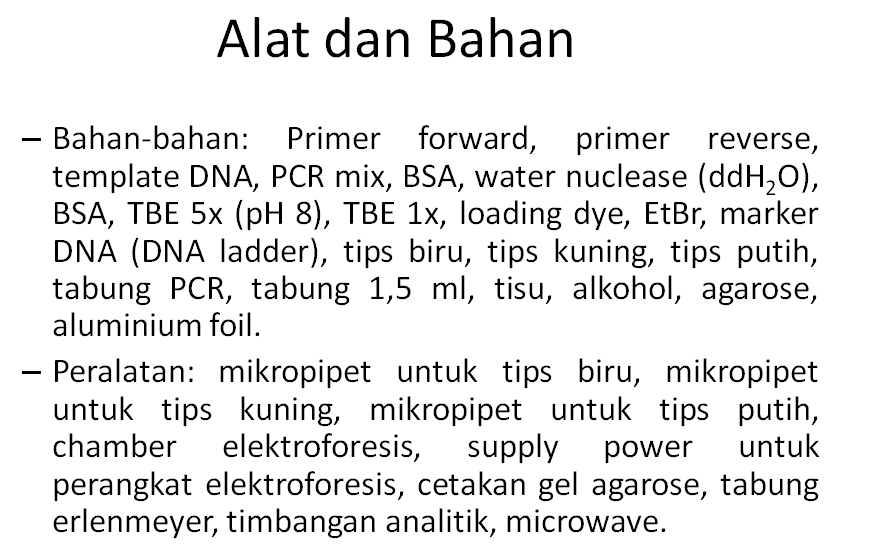 Alat dan Bahan
– Bahan-bahan: Primer forward, primer reverse,
template DNA, PCR mix, BSA, water nuclease (ddH₂O),
BSA, TBE 5x (pH 8), TBE 1x, loading dye, EtBr, marker
DNA (DNA ladder), tips biru, tips kuning, tips putih,
tabung PCR, tabung 1,5 ml, tisu, alkohol, agarose,
aluminium foil.
– Peralatan: mikropipet untuk tips biru, mikropipet
untuk tips kuning, mikropipet untuk tips putih,
chamber elektroforesis, supply power untuk
perangkat elektroforesis, cetakan gel agarose, tabung
erlenmeyer, timbangan analitik, microwave.